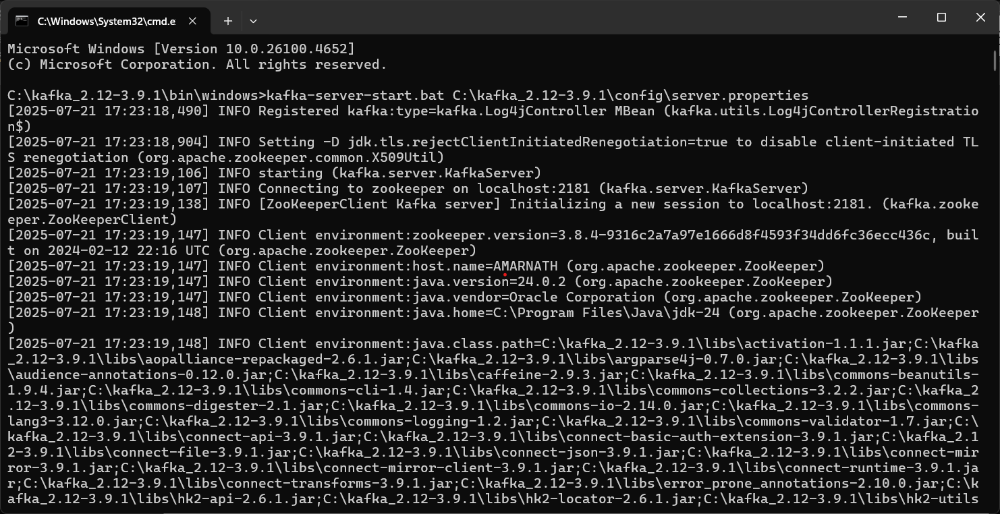 C:\Windows\System32\cmd.e
Microsoft Windows [Version 10.0.26100.4652]
(c) Microsoft Corporation. All rights reserved.
C:\kafka_2.12-3.9.1\bin\windows>kafka-server-start.bat C:\kafka_2.12-3.9.1\config\server.properties
[2025-07-21 17:23:18,490] INFO Registered kafka:type=kafka.Log4jController MBean (kafka.utils.Log4jControllerRegistratio
n$)
[2025-07-21 17:23:18,904] INFO Setting -D jdk.tls.rejectClientInitiatedRenegotiation=true to disable client-initiated TL
S renegotiation (org.apache.zookeeper.common.X509Util)
[2025-07-21 17:23:19,106] INFO starting (kafka.server.KafkaServer)
[2025-07-21 17:23:19,107] INFO Connecting to zookeeper on localhost:2181 (kafka.server.KafkaServer)
[2025-07-21 17:23:19,138] INFO [ZooKeeperClient Kafka server] Initializing a new session to localhost:2181. (kafka.zooke
eper.ZooKeeperClient)
[2025-07-21 17:23:19,147] INFO Client environment:zookeeper.version=3.8.4-9316c2a7a97e1666d8f4593f34dd6fc36ecc436c, buil
t on 2024-02-12 22:16 UTC (org.apache.zookeeper.ZooKeeper)
[2025-07-21 17:23:19,147] INFO Client environment:host.name=AMARNATH (org.apache.zookeeper.ZooKeeper)
[2025-07-21 17:23:19,147] INFO Client environment:java.version=24.0.2 (org.apache.zookeeper.ZooKeeper)
[2025-07-21 17:23:19,147] INFO Client environment:java.vendor=Oracle Corporation (org.apache.zookeeper.ZooKeeper)
[2025-07-21 17:23:19,148] INFO Client environment:java.home=C:\Program Files\Java\jdk-24 (org.apache.zookeeper.ZooKeeper
)
[2025-07-21 17:23:19,148] INFO Client environment:java.class.path=C:\kafka_2.12-3.9.1\libs\activation-1.1.1.jar;C:\kafka
_2.12-3.9.1\libs\aopalliance-repackaged-2.6.1.jar;C:\kafka_2.12-3.9.1\libs\argparse4j-0.7.0.jar;C:\kafka_2.12-3.9.1\libs
\audience-annotations-0.12.0.jar;C:\kafka_2.12-3.9.1\libs\caffeine-2.9.3.jar;C:\kafka_2.12-3.9.1\libs\commons-beanutils-
1.9.4.jar;C:\kafka_2.12-3.9.1\libs\commons-cli-1.4.jar;C:\kafka_2.12-3.9.1\libs\commons-collections-3.2.2.jar;C:\kafka_2
.12-3.9.1\libs\commons-digester-2.1.jar;C:\kafka_2.12-3.9.1\libs\commons-io-2.14.0.jar;C:\kafka_2.12-3.9.1\libs\commons-
lang3-3.12.0.jar;C:\kafka_2.12-3.9.1\libs\commons-logging-1.2.jar;C:\kafka_2.12-3.9.1\libs\commons-validator-1.7.jar;C:\
kafka_2.12-3.9.1\libs\connect-api-3.9.1.jar;C:\kafka_2.12-3.9.1\libs\connect-basic-auth-extension-3.9.1.jar;C:\kafka_2.1
2-3.9.1\libs\connect-file-3.9.1.jar;C:\kafka_2.12-3.9.1\libs\connect-json-3.9.1.jar;C:\kafka_2.12-3.9.1\libs\connect-mir
ror-3.9.1.jar;C:\kafka_2.12-3.9.1\libs\connect-mirror-client-3.9.1.jar;C:\kafka_2.12-3.9.1\libs\connect-runtime-3.9.1.ja
r;C:\kafka_2.12-3.9.1\libs\connect-transforms-3.9.1.jar;C:\kafka_2.12-3.9.1\libs\error_prone_annotations-2.10.0.jar;C:\k
afka_2.12-3.9.1\libs\hk2-api-2.6.1.jar;C:\kafka_2.12-3.9.1\libs\hk2-locator-2.6.1.jar;C:\kafka_2.12-3.9.1\libs\hk2-utils